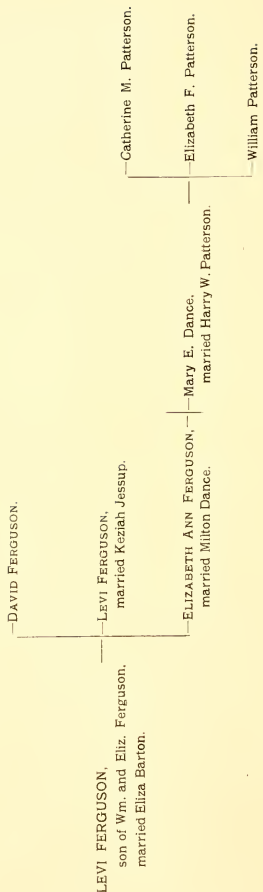 LEVI FERGUSON,
son of Wm. and Eliz. Ferguson,
married Eliza Barton.
—DAVID FERGUSON.
—LEVI FERGUSON,
married Keziah Jessup.
—ELIZABETH ANN FERGUSON,—
married Milton Dance.
—Mary E. Dance,
married Harry W. Patterson.
—Catherine M. Patterson.
—Elizabeth F. Patterson.
—William Patterson.